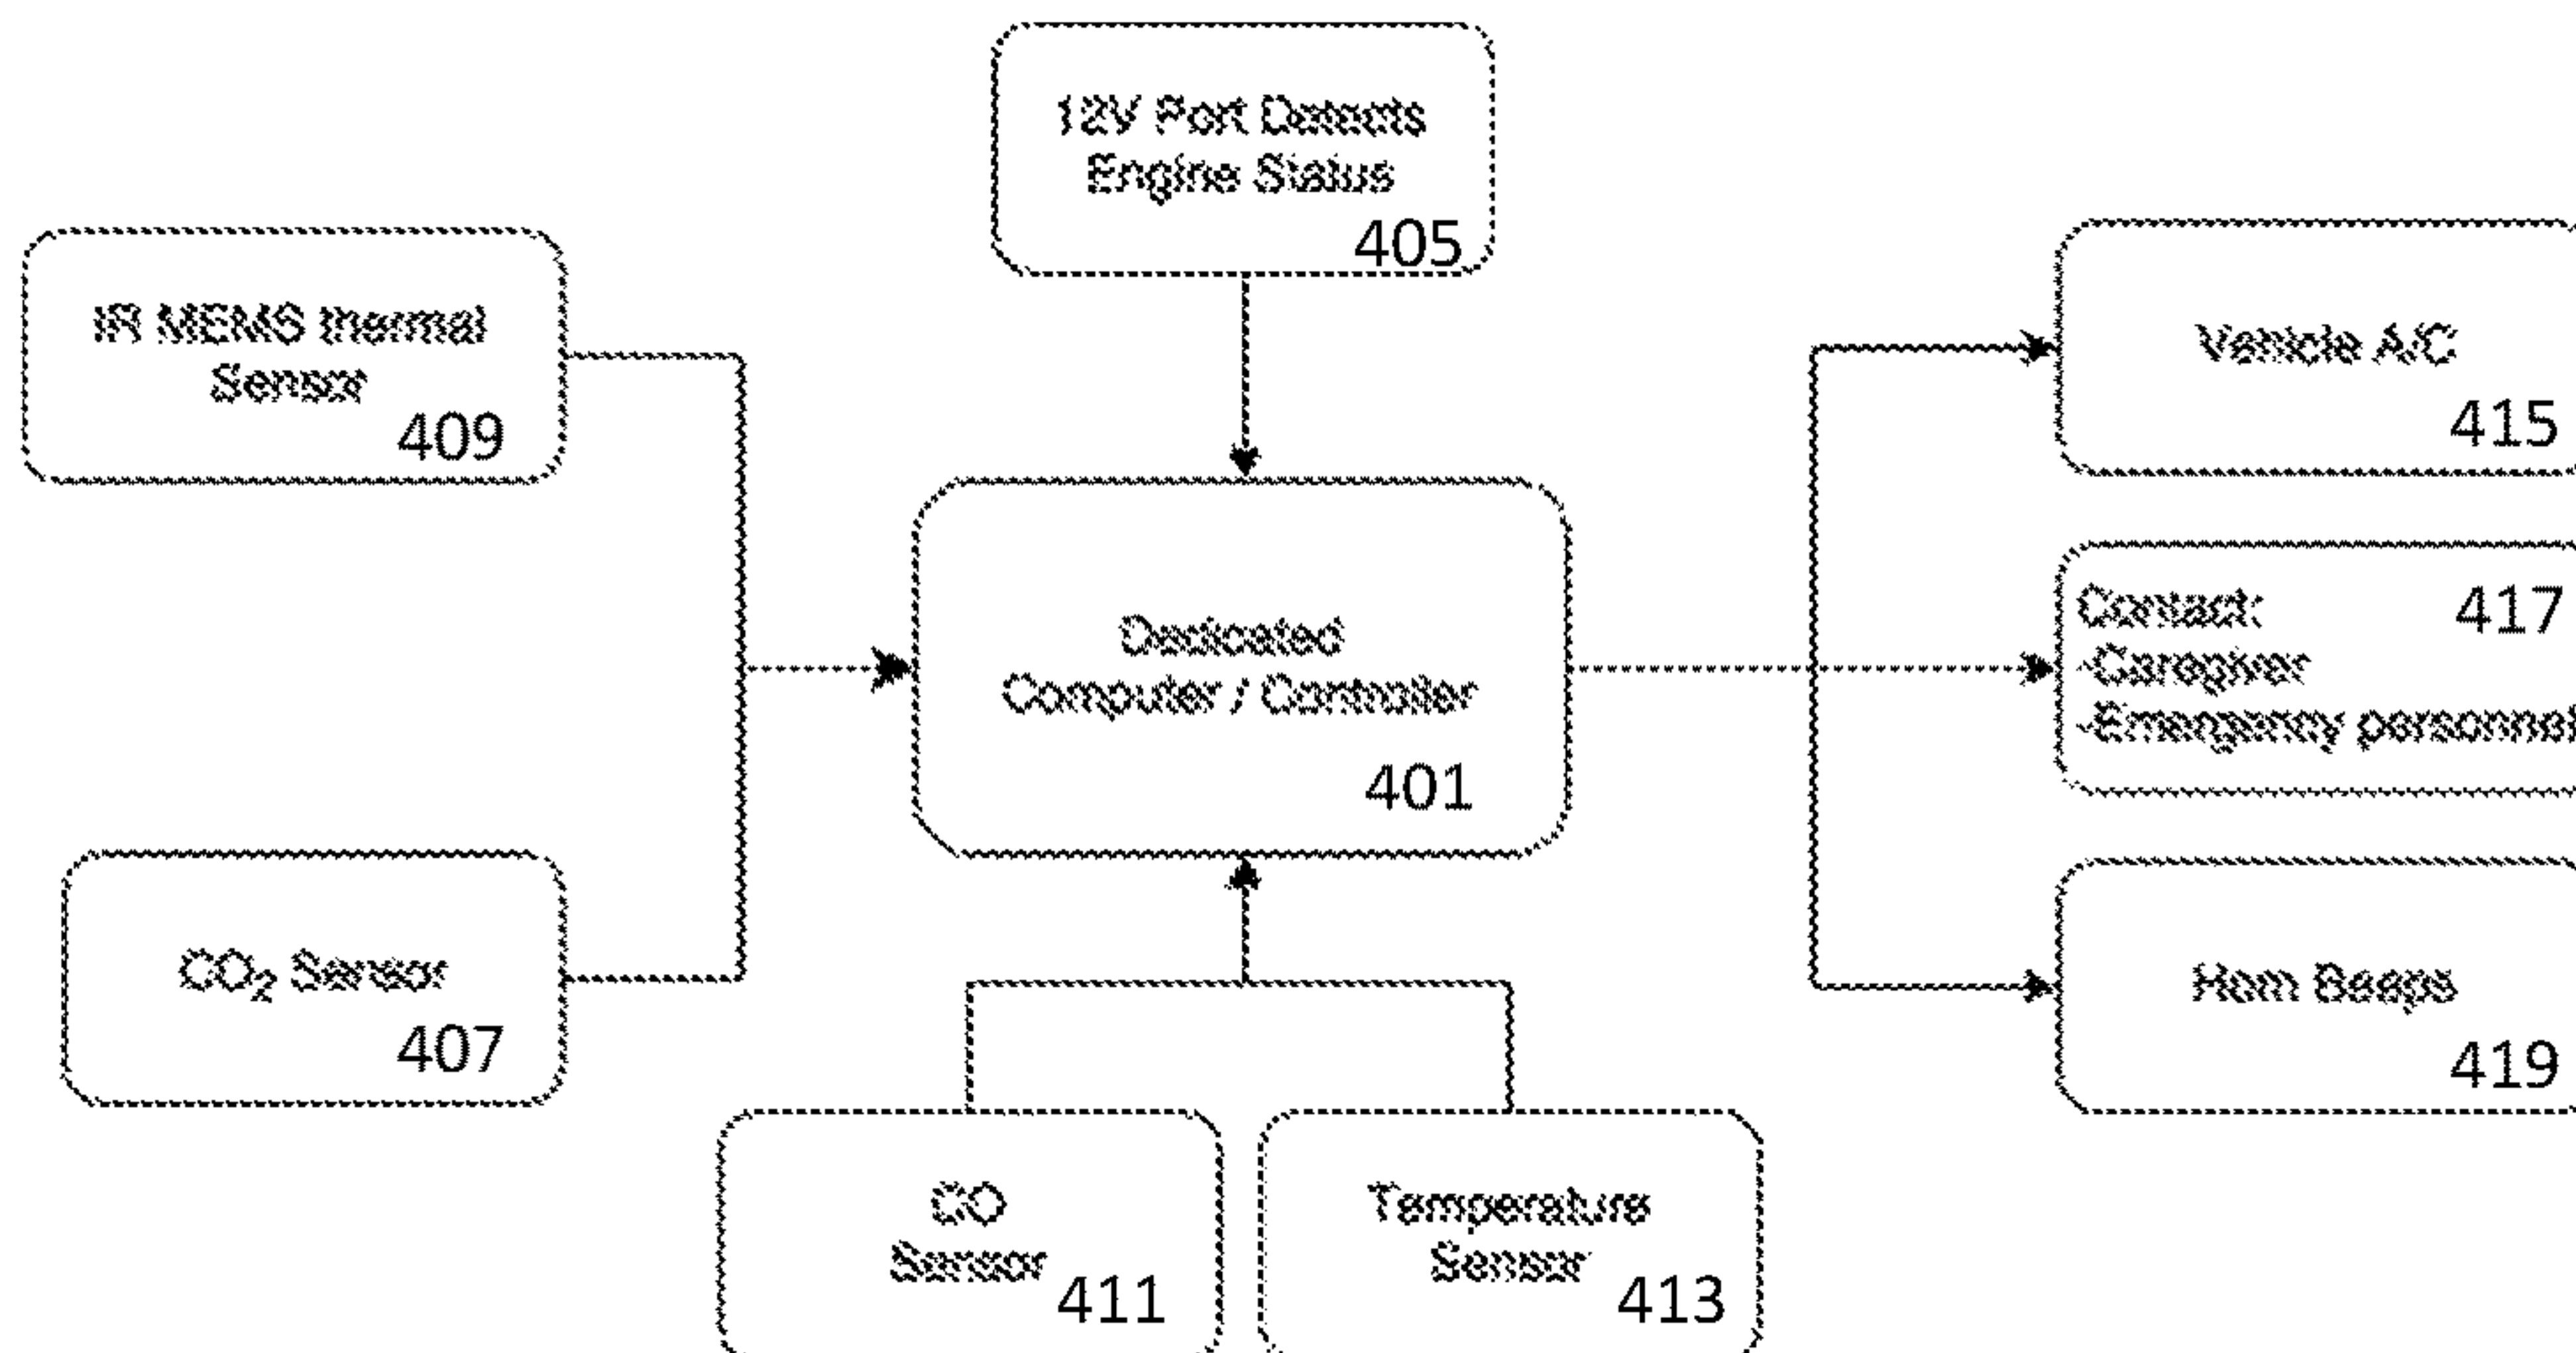 12V Port Detects
Engine Status
405
IR MEMS thermal
Sensor
409
Vehicle A/C
415
Dedicated
Computer / Controller
401
Contact:
417
-Caregiver
-Emergency personnel
CO₂ Sensor
407
Horn Beeps
419
CO
Sensor
411
Temperature
Sensor
413